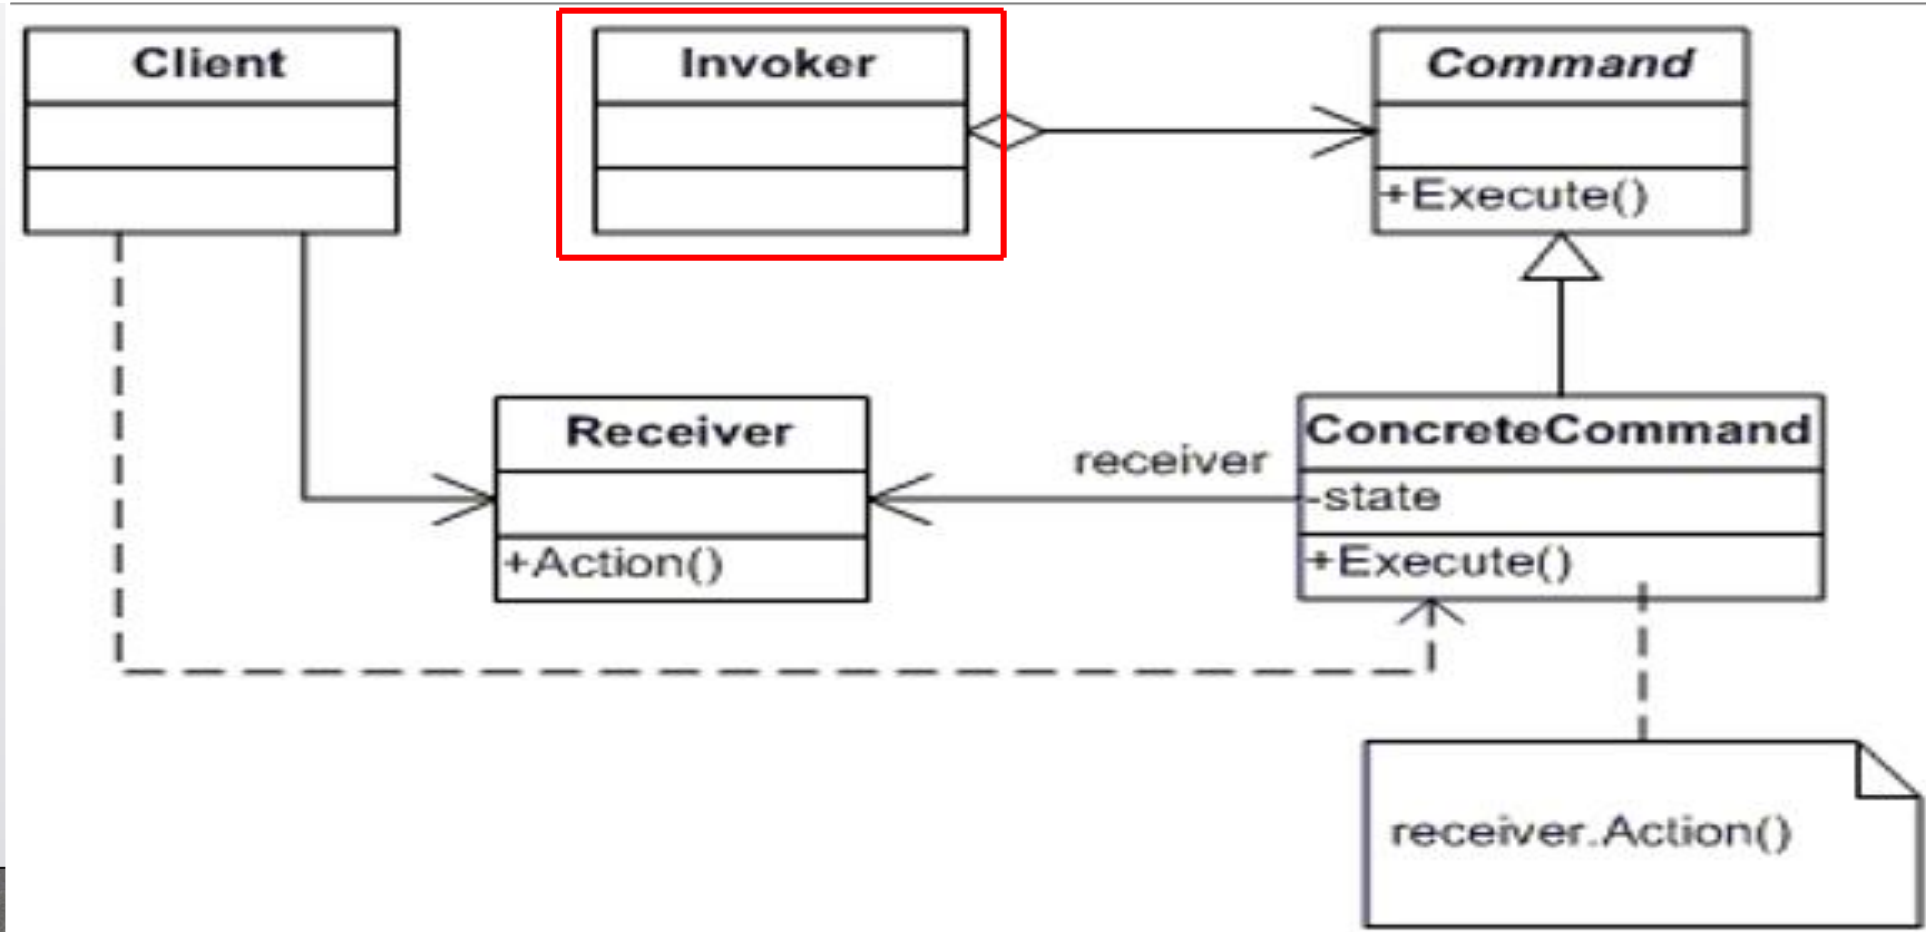 Client
Invoker
Command
+Execute()
Receiver
+Action()
receiver
ConcreteCommand
-state
+Execute()
receiver.Action()